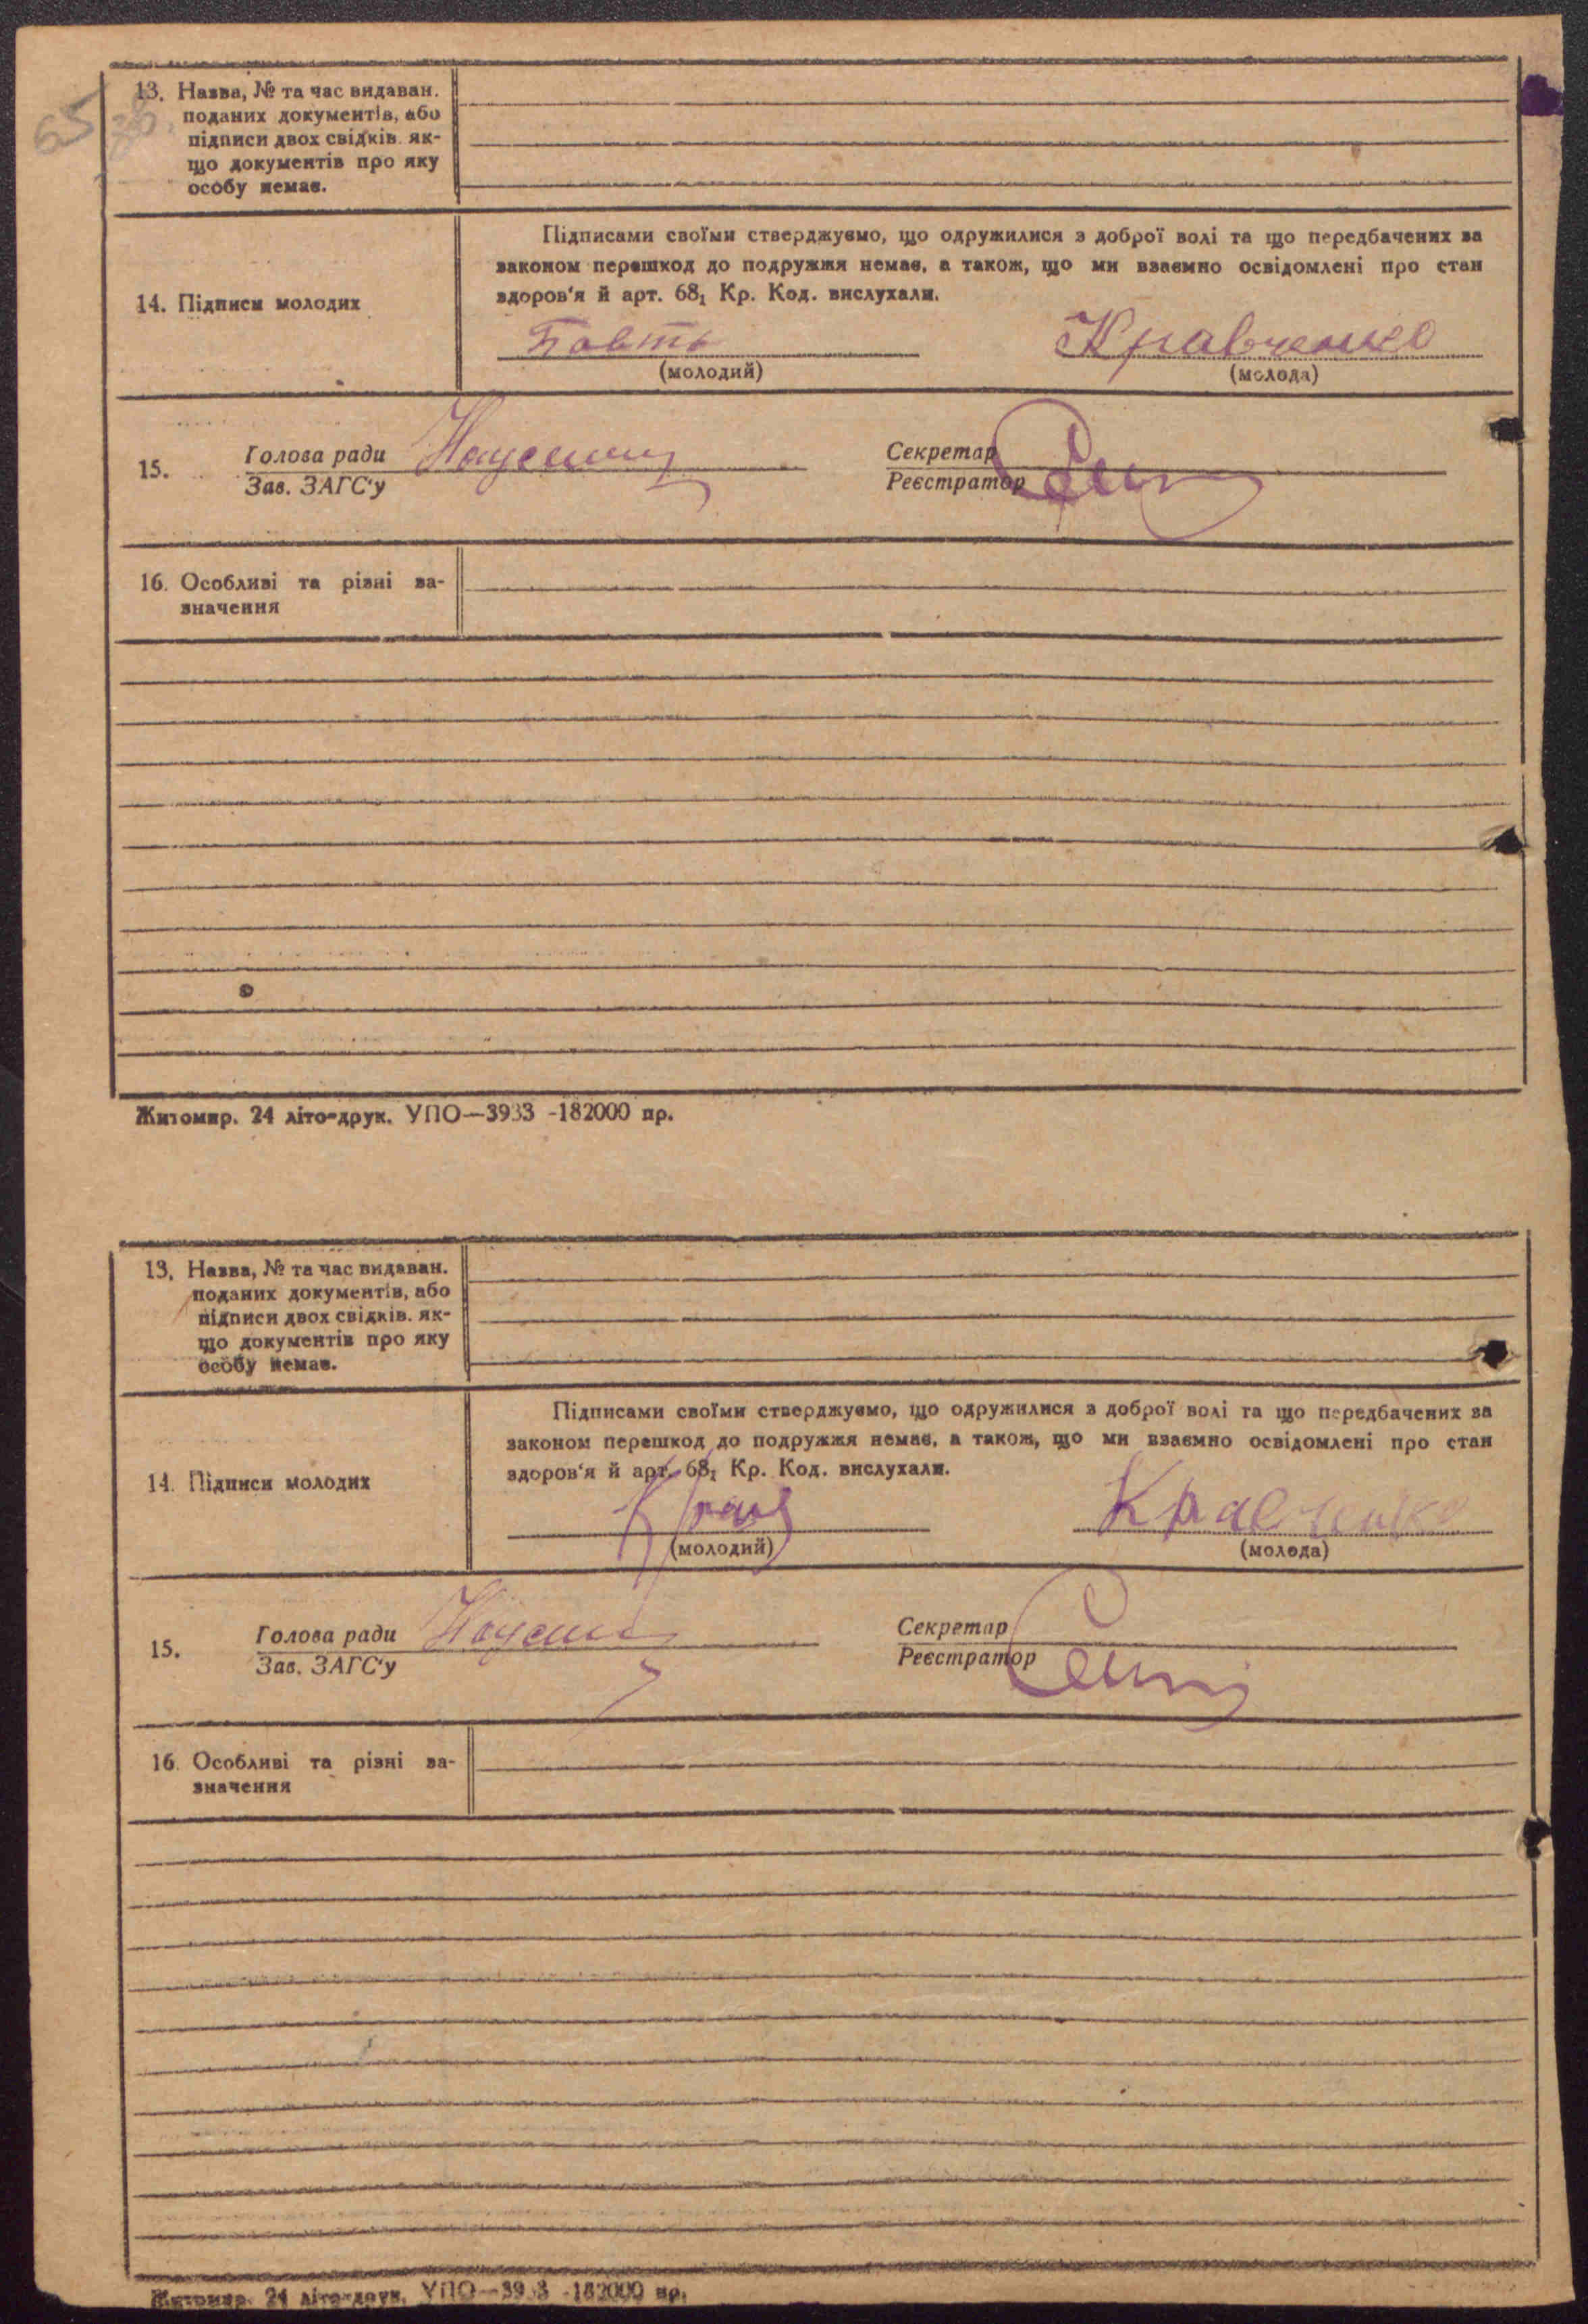 65
13. Назва, № та час видаван.
поданих документів, або
підписи двох свідків. як-
що документів про яку
особу немає.
Підписами своїми стверджуємо, що одружилися з доброї волі та що передбачених за
законом перешкод до подружжя немає, а також, що ми взаємно освідомлені про стан
здоров'я й арт. 68₁ Кр. Код. вислухали.
14. Підписи молодих
Кравченко
(молодий) (молода)
15. Голова ради Секретар
Зав. ЗАГС'у Реєстратор
16. Особливі та різні за-
значення
Житомир. 24 літо-друк. УПО—3933 -182000 пр.
13. Назва, № та час видаван.
поданих документів, або
підписи двох свідків. як-
що документів про яку
особу немає.
Підписами своїми стверджуємо, що одружилися з доброї волі та що передбачених за
законом перешкод до подружжя немає, а також, що ми взаємно освідомлені про стан
здоров'я й арт. 68₁ Кр. Код. вислухали.
14. Підписи молодих
Крав Кравченко
(молодий) (молода)
15. Голова ради Секретар
Зав. ЗАГС'у Реєстратор
16. Особливі та різні за-
значення
Житомир. 24 літо-друк. УПО—39 3 -182000 пр.